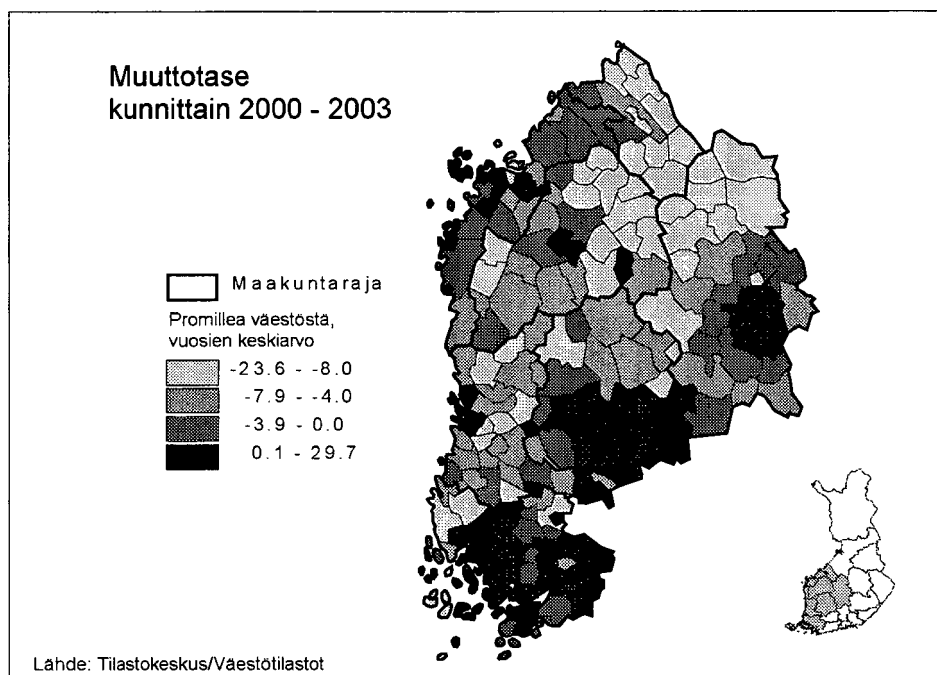 Muuttotase
kunnittain 2000 - 2003
Maakuntaraja
Promillea väestöstä,
vuosien keskiarvo
-23.6 - -8.0
-7.9 - -4.0
-3.9 - 0.0
0.1 - 29.7
Lähde: Tilastokeskus/Väestötilastot